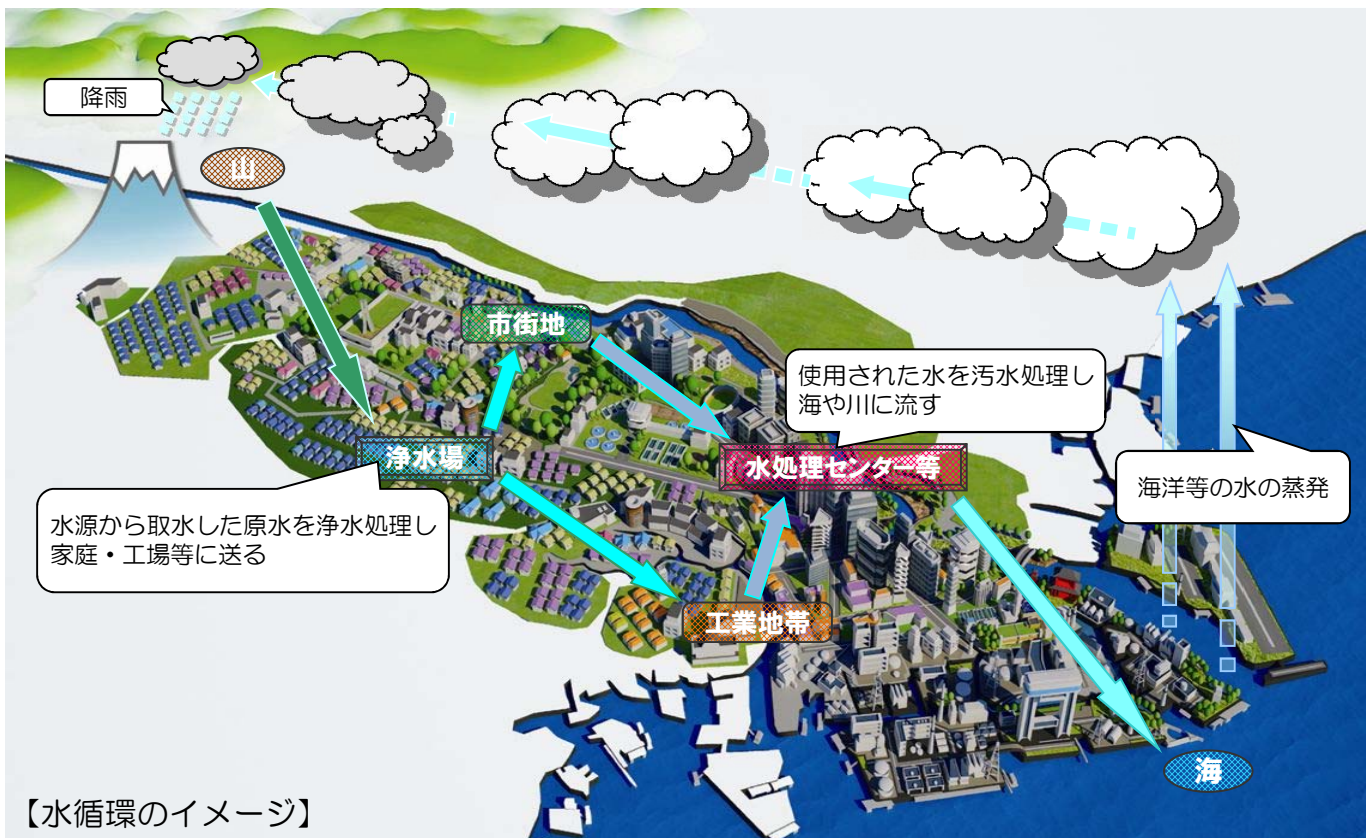 降雨
山
市街地
使用された水を汚水処理し
海や川に流す
浄水場
水処理センター等
海洋等の水の蒸発
水源から取水した原水を浄水処理し
家庭・工場等に送る
工業地帯
海
【水循環のイメージ】